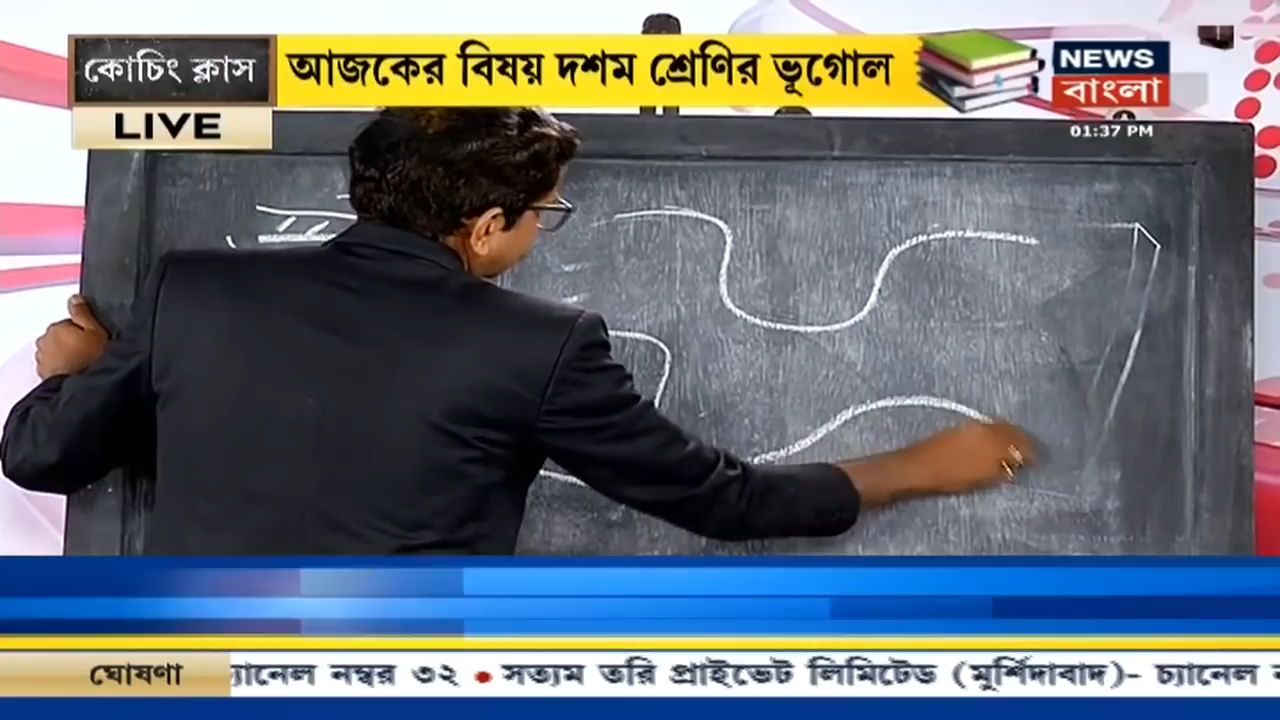 কোচিং ক্লাস
আজকের বিষয় দশম শ্রেণির ভূগোল
NEWS
বাংলা
LIVE
01:37 PM
ঘোষণা
চ্যানেল নম্বর ৩২ • সত্যম তরি প্রাইভেট লিমিটেড (মুর্শিদাবাদ)- চ্যানেল